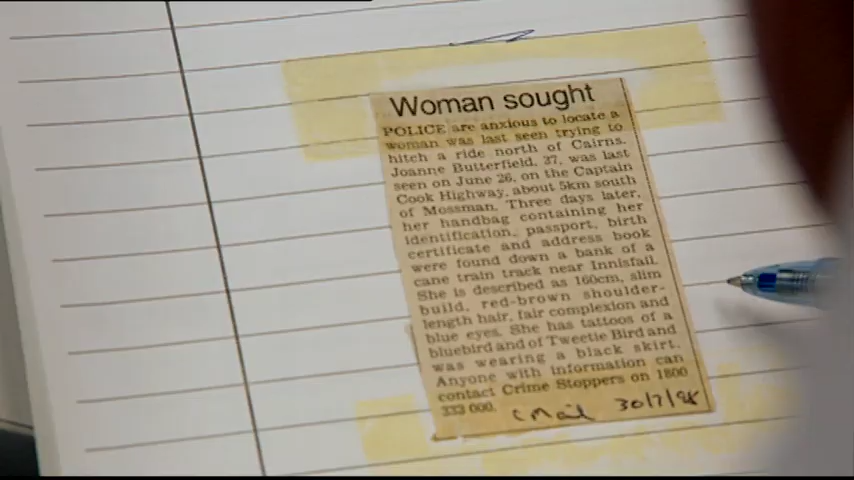 Woman sought
POLICE are anxious to locate a
woman was last seen trying to
hitch a ride north of Cairns.
Joanne Butterfield, 37, was last
seen on June 26, on the Captain
Cook Highway, about 5km south
of Mossman. Three days later,
her handbag containing her
identification, passport, birth
certificate and address book
were found down a bank of a
cane train track near Innisfail.
She is described as 160cm, slim
build, red-brown shoulder-
length hair, fair complexion and
blue eyes. She has tattoos of a
bluebird and of Tweetie Bird and
was wearing a black skirt.
Anyone with information can
contact Crime Stoppers on 1800
333 000.
C Mail 30/7/98